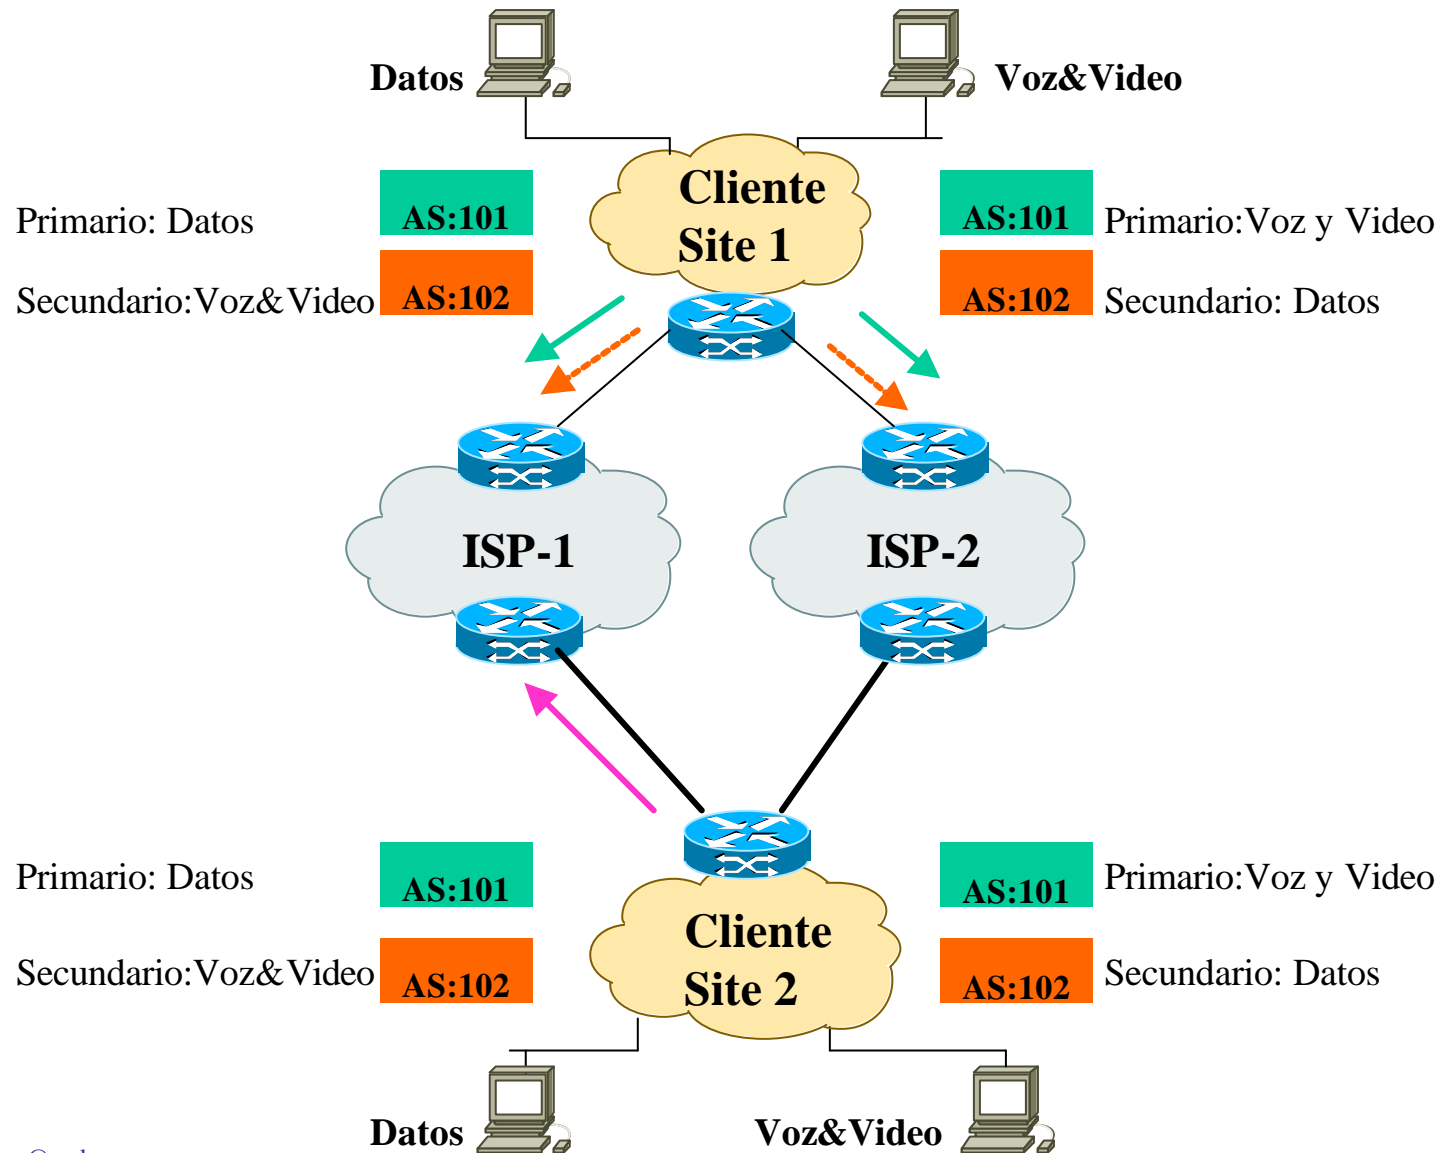 Datos
Voz&Video
Cliente
Site 1
Primario: Datos
AS:101
AS:101
Primario:Voz y Video
Secundario:Voz&Video
AS:102
AS:102
Secundario: Datos
ISP-1
ISP-2
Primario: Datos
AS:101
AS:101
Primario:Voz y Video
Cliente
Site 2
Secundario:Voz&Video
AS:102
AS:102
Secundario: Datos
Datos
Voz&Video